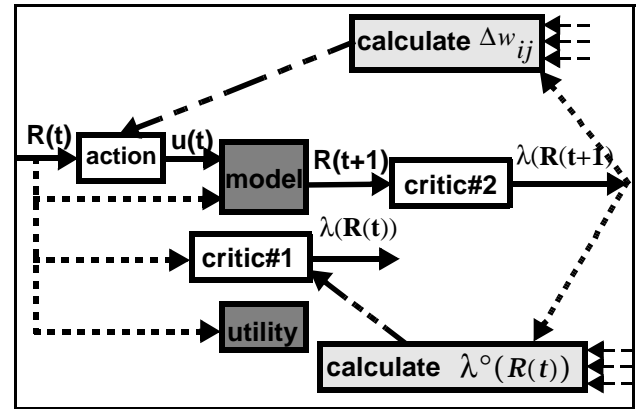 calculate Δw_ij
R(t)
action
u(t)
model
R(t+1)
critic#2
λ(R(t+1)
critic#1
λ(R(t))
utility
calculate λ°(R(t))